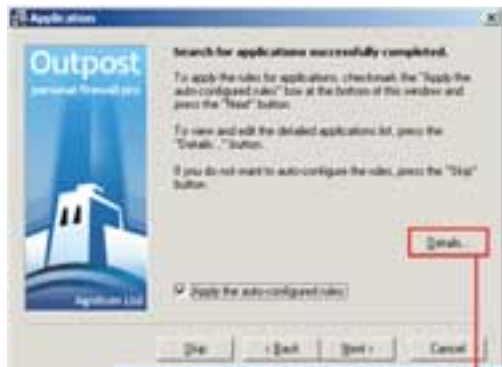 Application
Outpost
personal firewall pro
Search for applications successfully completed.
To apply the rules for applications, checkmark the "Apply the
auto-configured rules" box at the bottom of this window and
press the "Next" button.
To view and edit the detailed applications list, press the
"Details..." button.
If you do not want to auto-configure the rules, press the "Skip"
button.
Details...
Apply the auto-configured rules
Agnitum Ltd
Skip
< Back
Next >
Cancel